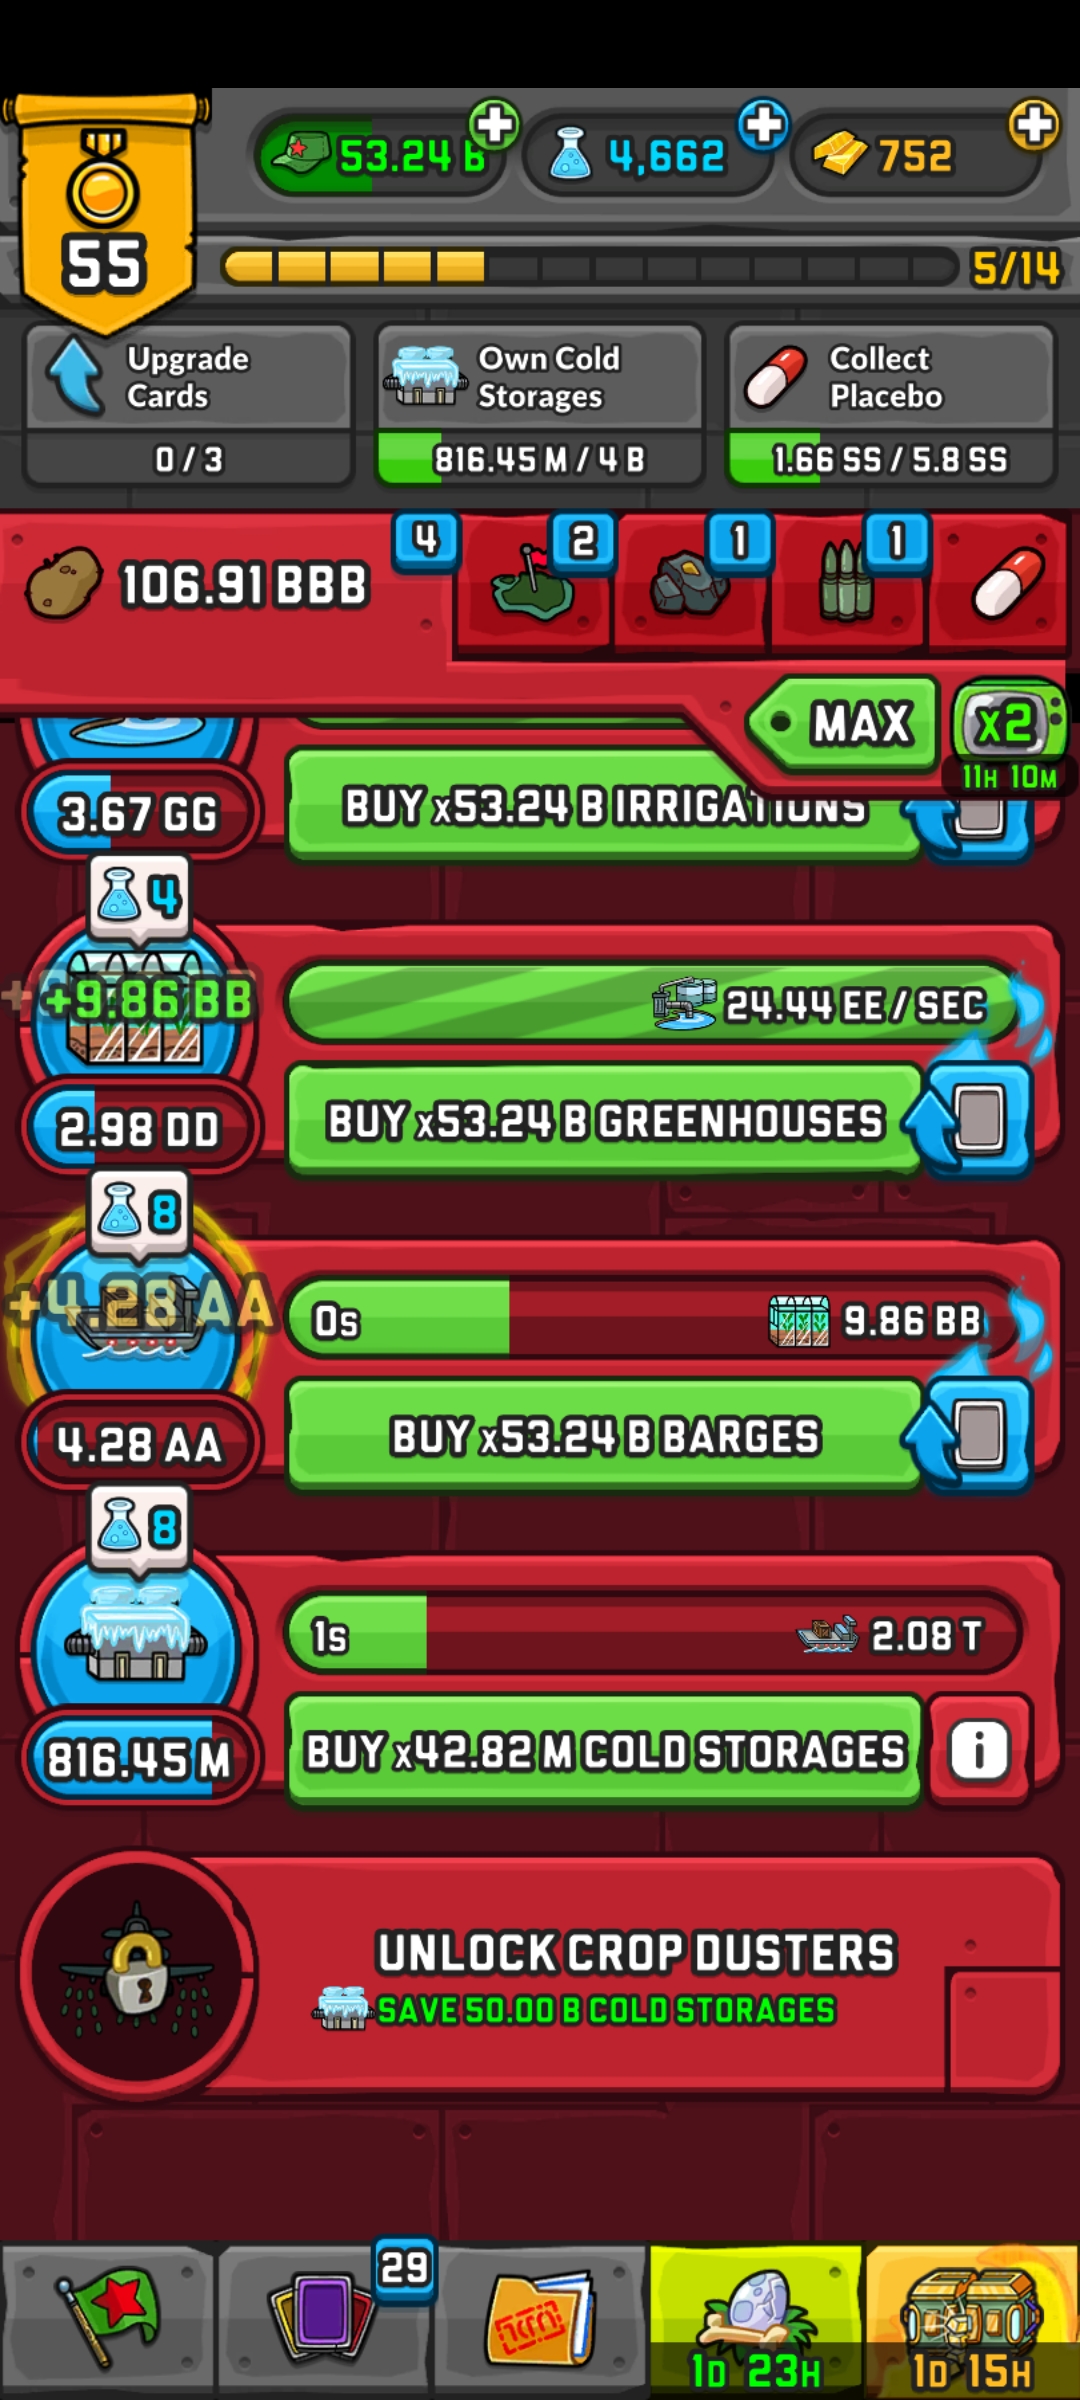 53.24 B
4,662
752
55
5/14
Upgrade
Cards
0 / 3
Own Cold
Storages
816.45 M / 4 B
Collect
Placebo
1.66 SS / 5.8 SS
106.91 BBB
4
2
1
1
MAX
x2
11H 10M
3.67 GG
BUY x53.24 B IRRIGATIONS
4
+9.86 BB
24.44 EE / SEC
2.98 DD
BUY x53.24 B GREENHOUSES
8
+4.28 AA
0s
9.86 BB
4.28 AA
BUY x53.24 B BARGES
8
1s
2.08 T
816.45 M
BUY x42.82 M COLD STORAGES
i
UNLOCK CROP DUSTERS
SAVE 50.00 B COLD STORAGES
29
1D 23H
1D 15H